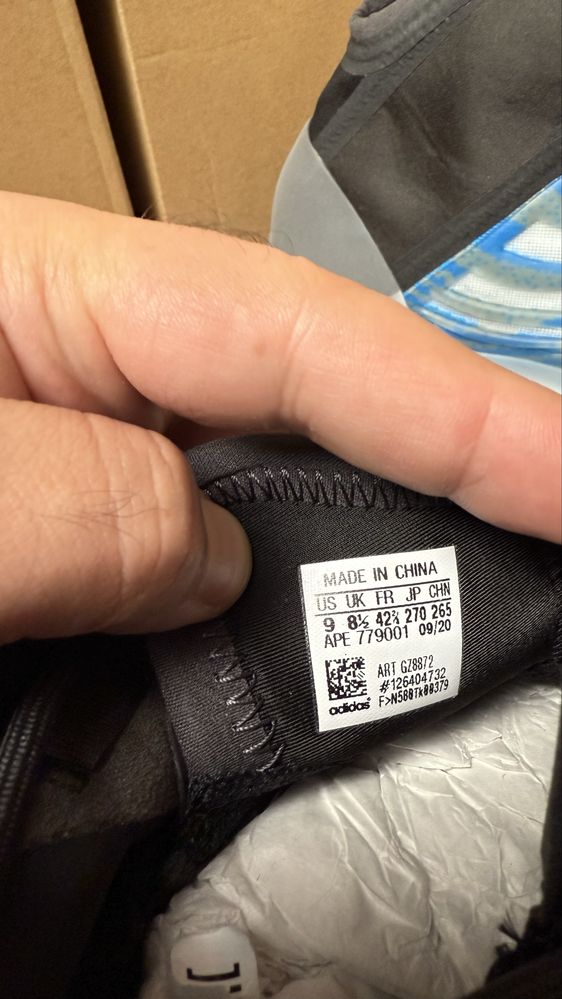 MADE IN CHINA
US UK FR JP CHN
9 8½ 42⅔ 270 265
APE 779001 09/20
ART GZ8872
#126404732
F>N580Tk00379
adidas